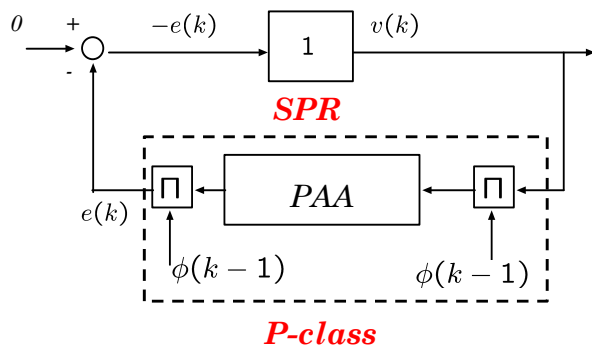 0
+
-
−e(k)
1
v(k)
SPR
Π
PAA
Π
e(k)
ϕ(k − 1)
ϕ(k − 1)
P-class